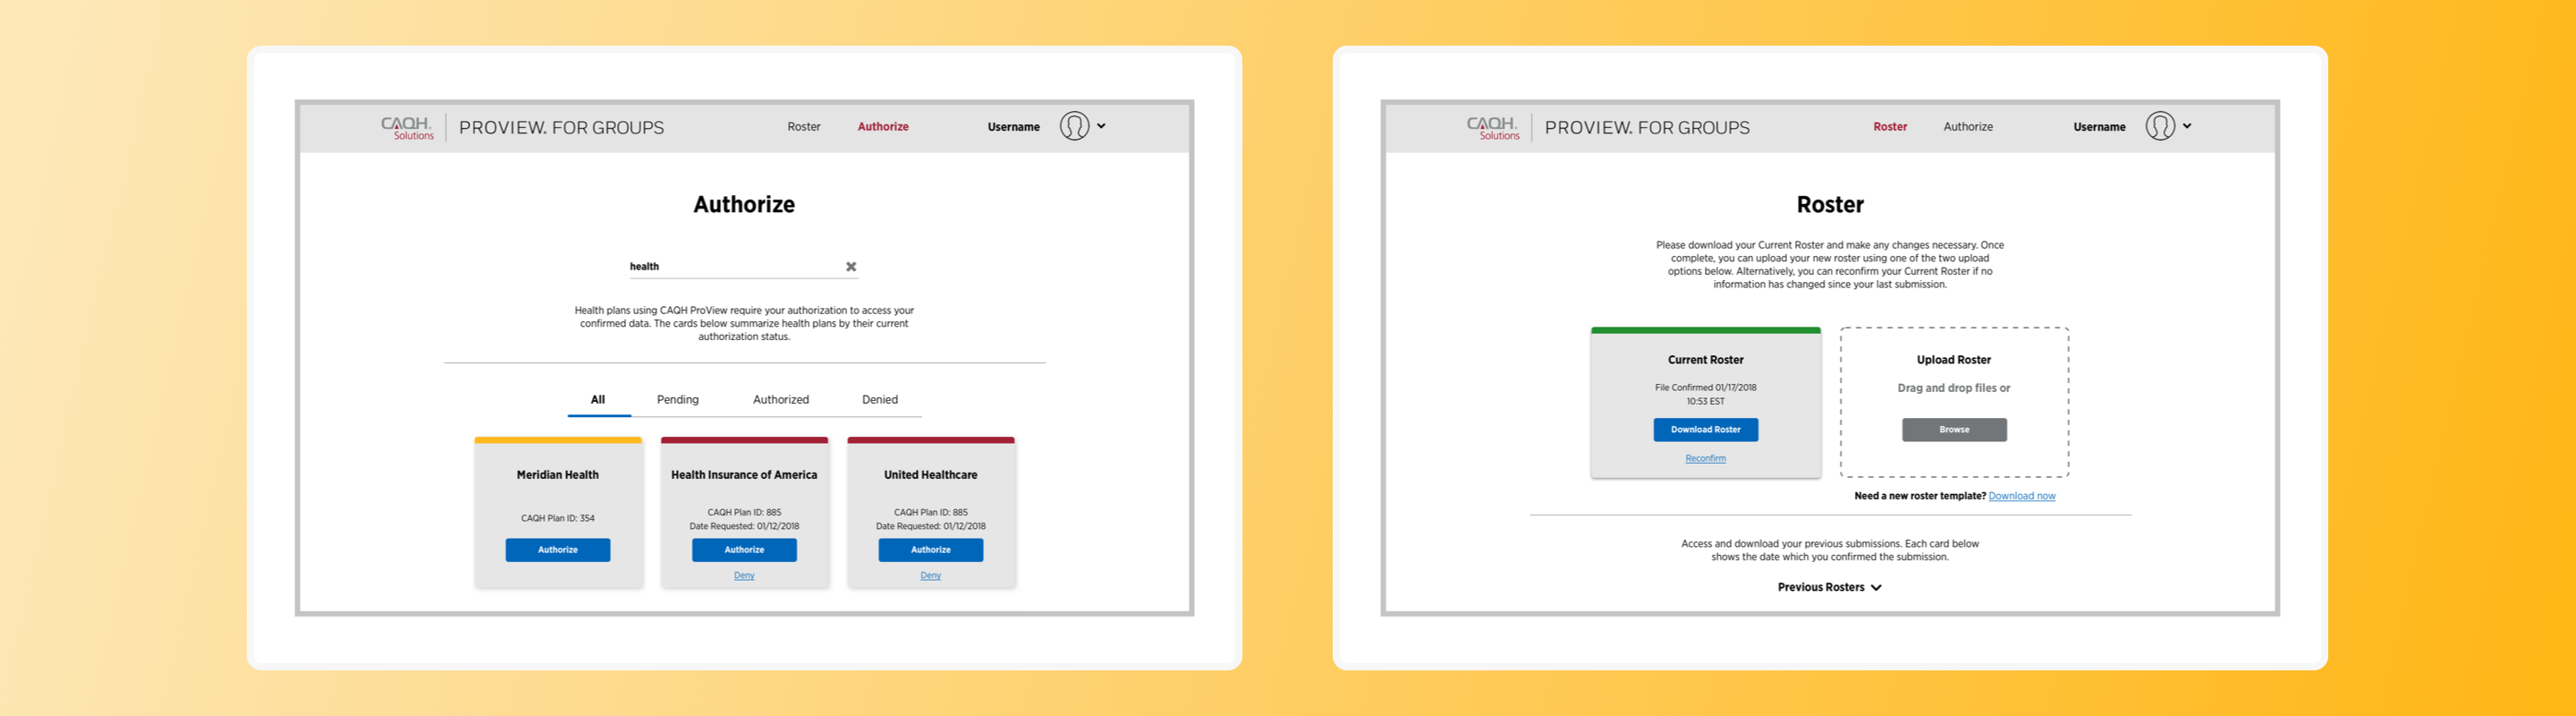 CAQH.
Solutions
PROVIEW. FOR GROUPS
Roster
Authorize
Username
Authorize
health
Health plans using CAQH ProView require your authorization to access your
confirmed data. The cards below summarize health plans by their current
authorization status.
All
Pending
Authorized
Denied
Meridian Health
CAQH Plan ID: 354
Authorize
Health Insurance of America
CAQH Plan ID: 885
Date Requested: 01/12/2018
Authorize
Deny
United Healthcare
CAQH Plan ID: 885
Date Requested: 01/12/2018
Authorize
Deny
CAQH.
Solutions
PROVIEW. FOR GROUPS
Roster
Authorize
Username
Roster
Please download your Current Roster and make any changes necessary. Once
complete, you can upload your new roster using one of the two upload
options below. Alternatively, you can reconfirm your Current Roster if no
information has changed since your last submission.
Current Roster
File Confirmed 01/17/2018
10:53 EST
Download Roster
Reconfirm
Upload Roster
Drag and drop files or
Browse
Need a new roster template? Download now
Access and download your previous submissions. Each card below
shows the date which you confirmed the submission.
Previous Rosters